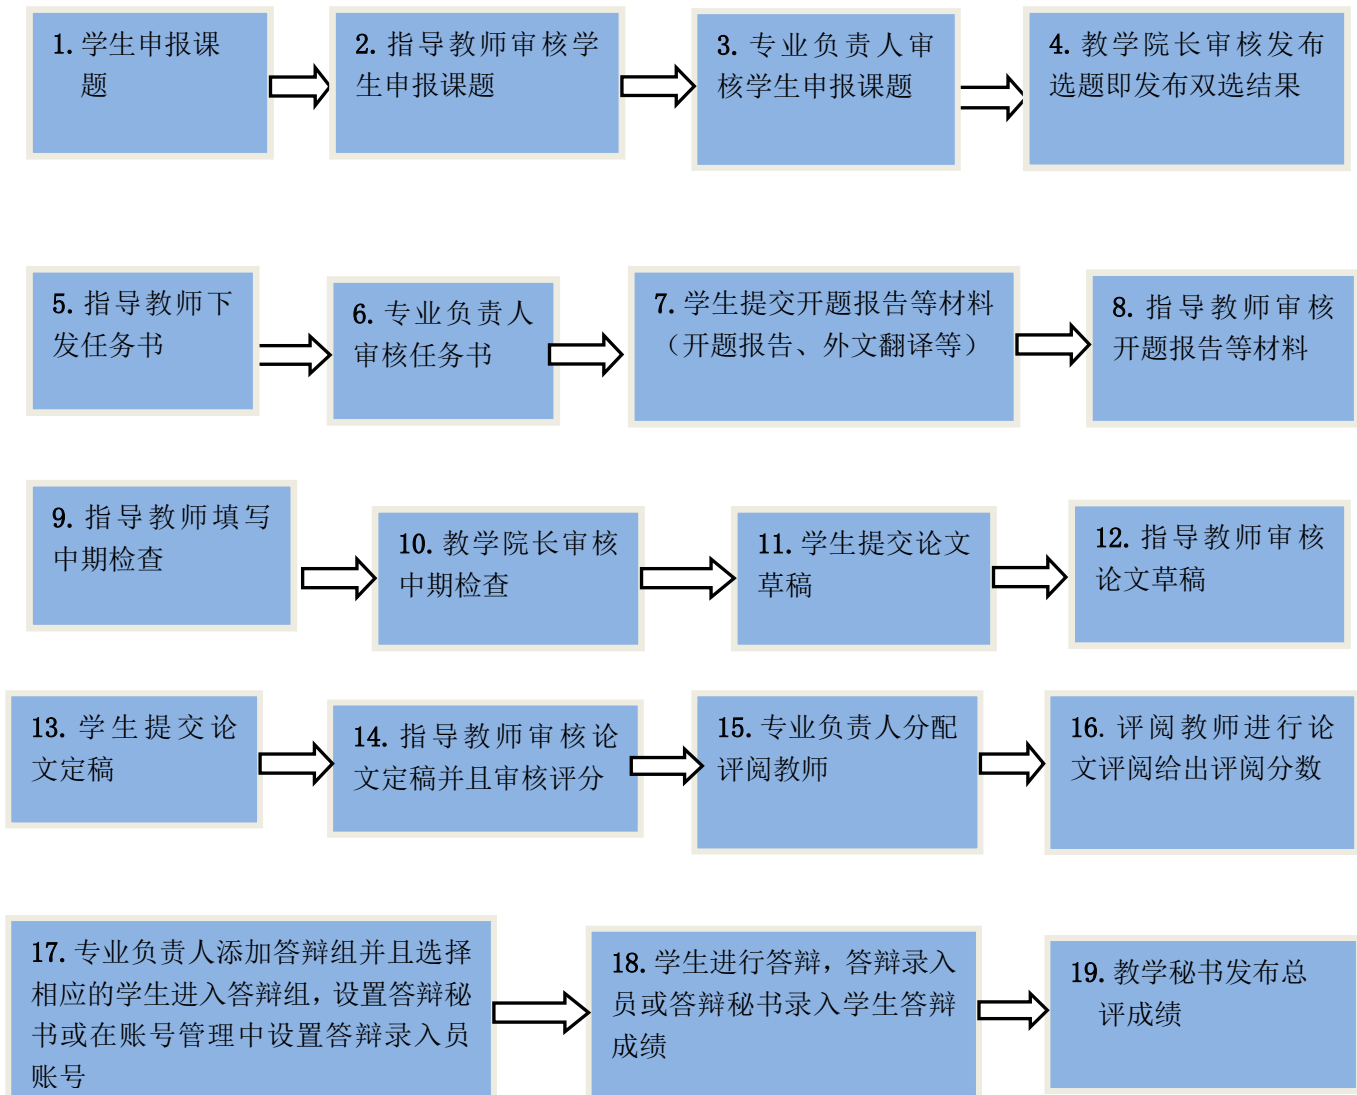 1. 学生申报课
题
2. 指导教师审核学
生申报课题
3. 专业负责人审
核学生申报课题
4. 教学院长审核发布
选题即发布双选结果
5. 指导教师下
发任务书
6. 专业负责人
审核任务书
7. 学生提交开题报告等材料
（开题报告、外文翻译等）
8. 指导教师审核
开题报告等材料
9. 指导教师填写
中期检查
10. 教学院长审核
中期检查
11. 学生提交论文
草稿
12. 指导教师审核
论文草稿
13. 学生提交论
文定稿
14. 指导教师审核论
文定稿并且审核评分
15. 专业负责人分配
评阅教师
16. 评阅教师进行论
文评阅给出评阅分数
17. 专业负责人添加答辩组并且选择
相应的学生进入答辩组，设置答辩秘
书或在账号管理中设置答辩录入员
账号
18. 学生进行答辩，答辩录入
员或答辩秘书录入学生答辩
成绩
19. 教学秘书发布总
评成绩